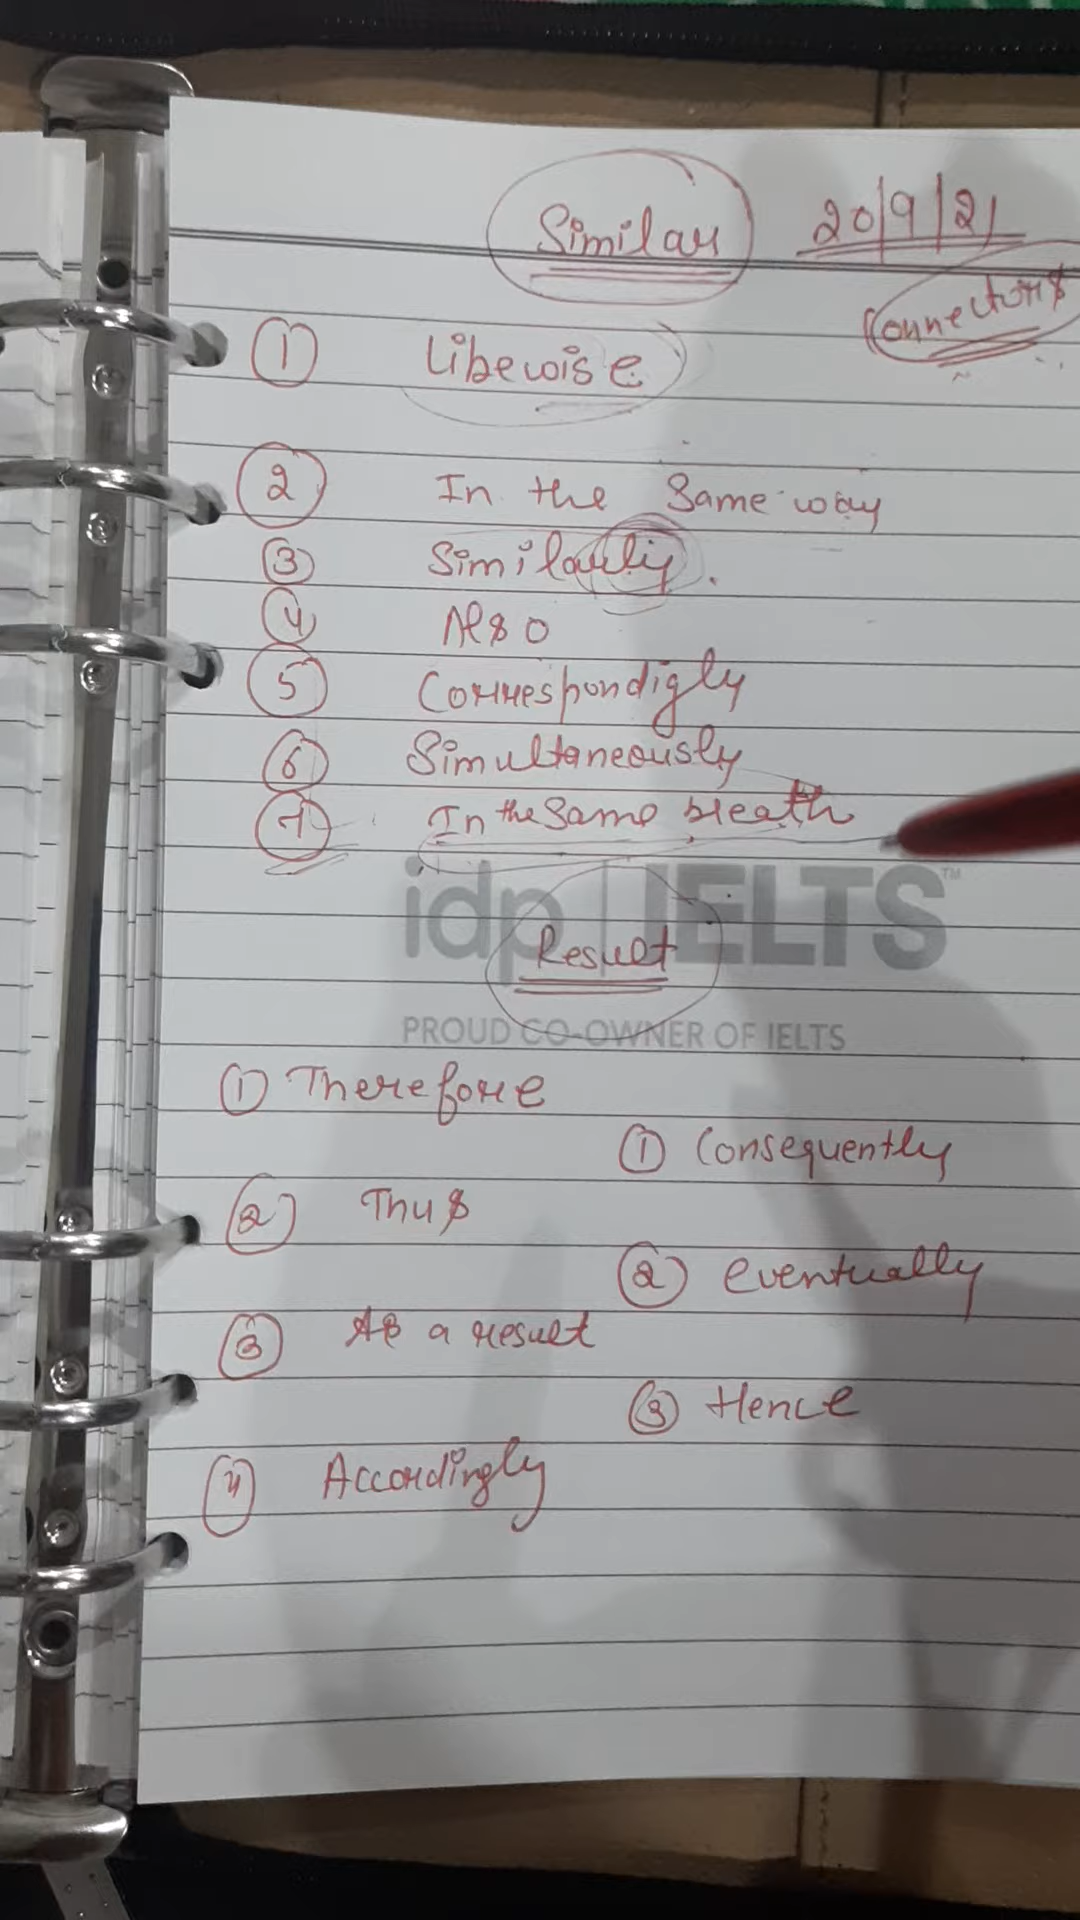 Similar 20/9/21
Connectors
1 Likewise
2 In the Same way
3 Similarly.
4 Also
5 Correspondigly
6 Simultaneously
7 In the Same breath
idp IELTS™
Result
PROUD CO-OWNER OF IELTS
1 Therefore
1 Consequently
2 Thus
2 eventually
3 As a result
3 Hence
4 Accordingly